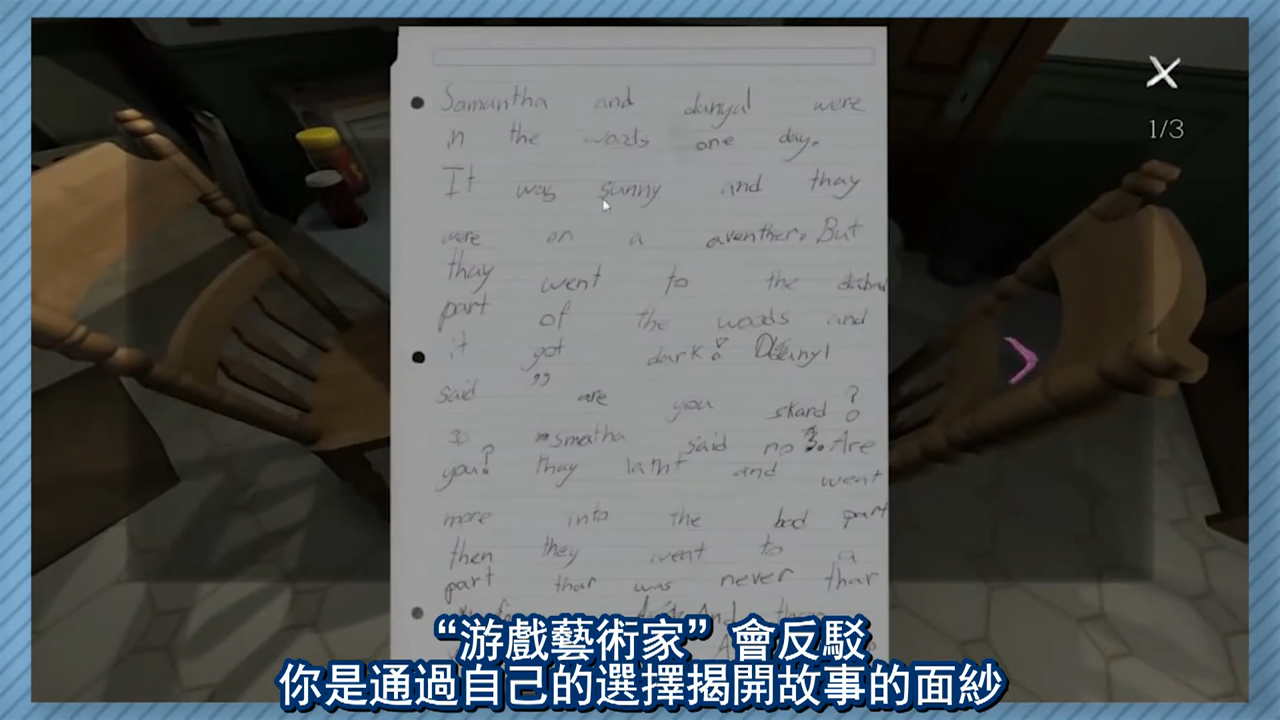 1/3
Samantha and danyal were
in the woods one day.
It was sunny and thay
were on a aventher. But
thay went to the
part of the woods and
it got dark! Danyl
said ,, are you skard?
smatha said no 3. Are
you? thay laht and went
more into the bad part
then they weat to a
part thar was never thar
And
“游戲藝術家”會反駁
你是通過自己的選擇揭開故事的面紗